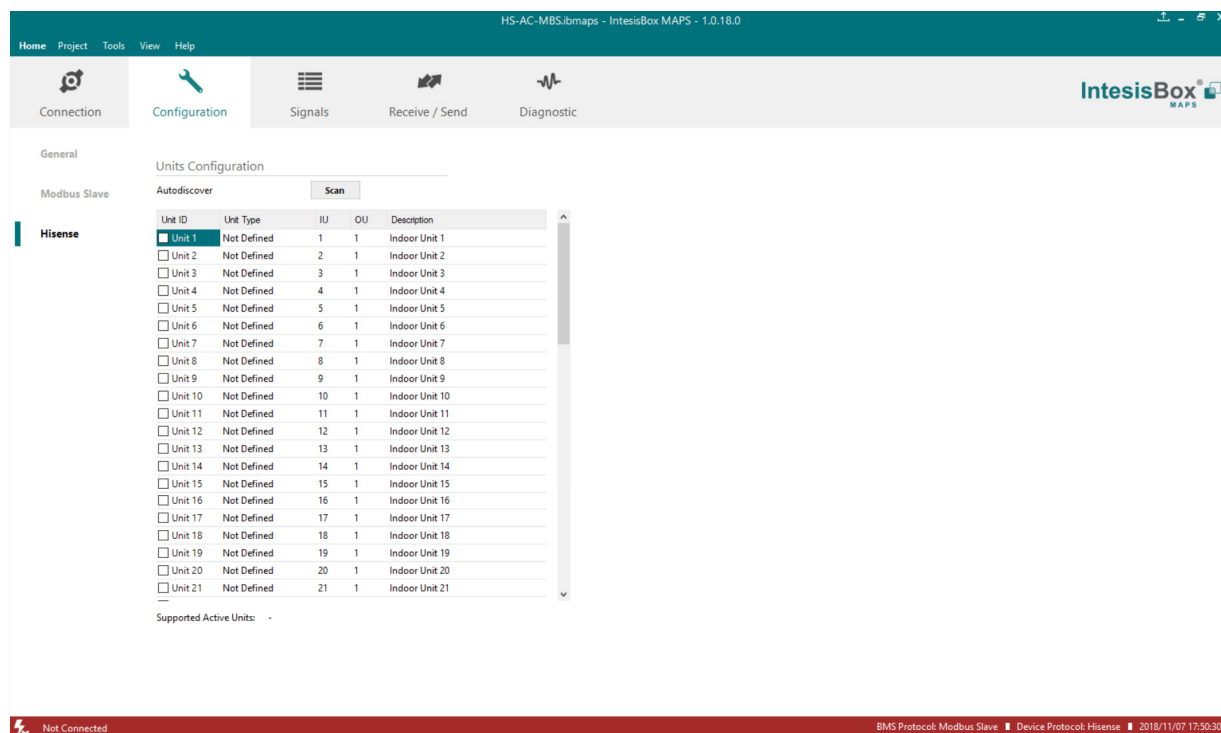 HS-AC-MBS.ibmaps - IntesisBox MAPS - 1.0.18.0
Home Project Tools View Help
Connection Configuration Signals Receive / Send Diagnostic
IntesisBox® MAPS
General
Modbus Slave
Hisense
Units Configuration
Autodiscover Scan
Unit ID Unit Type IU OU Description
Unit 1 Not Defined 1 1 Indoor Unit 1
Unit 2 Not Defined 2 1 Indoor Unit 2
Unit 3 Not Defined 3 1 Indoor Unit 3
Unit 4 Not Defined 4 1 Indoor Unit 4
Unit 5 Not Defined 5 1 Indoor Unit 5
Unit 6 Not Defined 6 1 Indoor Unit 6
Unit 7 Not Defined 7 1 Indoor Unit 7
Unit 8 Not Defined 8 1 Indoor Unit 8
Unit 9 Not Defined 9 1 Indoor Unit 9
Unit 10 Not Defined 10 1 Indoor Unit 10
Unit 11 Not Defined 11 1 Indoor Unit 11
Unit 12 Not Defined 12 1 Indoor Unit 12
Unit 13 Not Defined 13 1 Indoor Unit 13
Unit 14 Not Defined 14 1 Indoor Unit 14
Unit 15 Not Defined 15 1 Indoor Unit 15
Unit 16 Not Defined 16 1 Indoor Unit 16
Unit 17 Not Defined 17 1 Indoor Unit 17
Unit 18 Not Defined 18 1 Indoor Unit 18
Unit 19 Not Defined 19 1 Indoor Unit 19
Unit 20 Not Defined 20 1 Indoor Unit 20
Unit 21 Not Defined 21 1 Indoor Unit 21
Supported Active Units: -
Not Connected
BMS Protocol: Modbus Slave Device Protocol: Hisense 2018/11/07 17:50:30